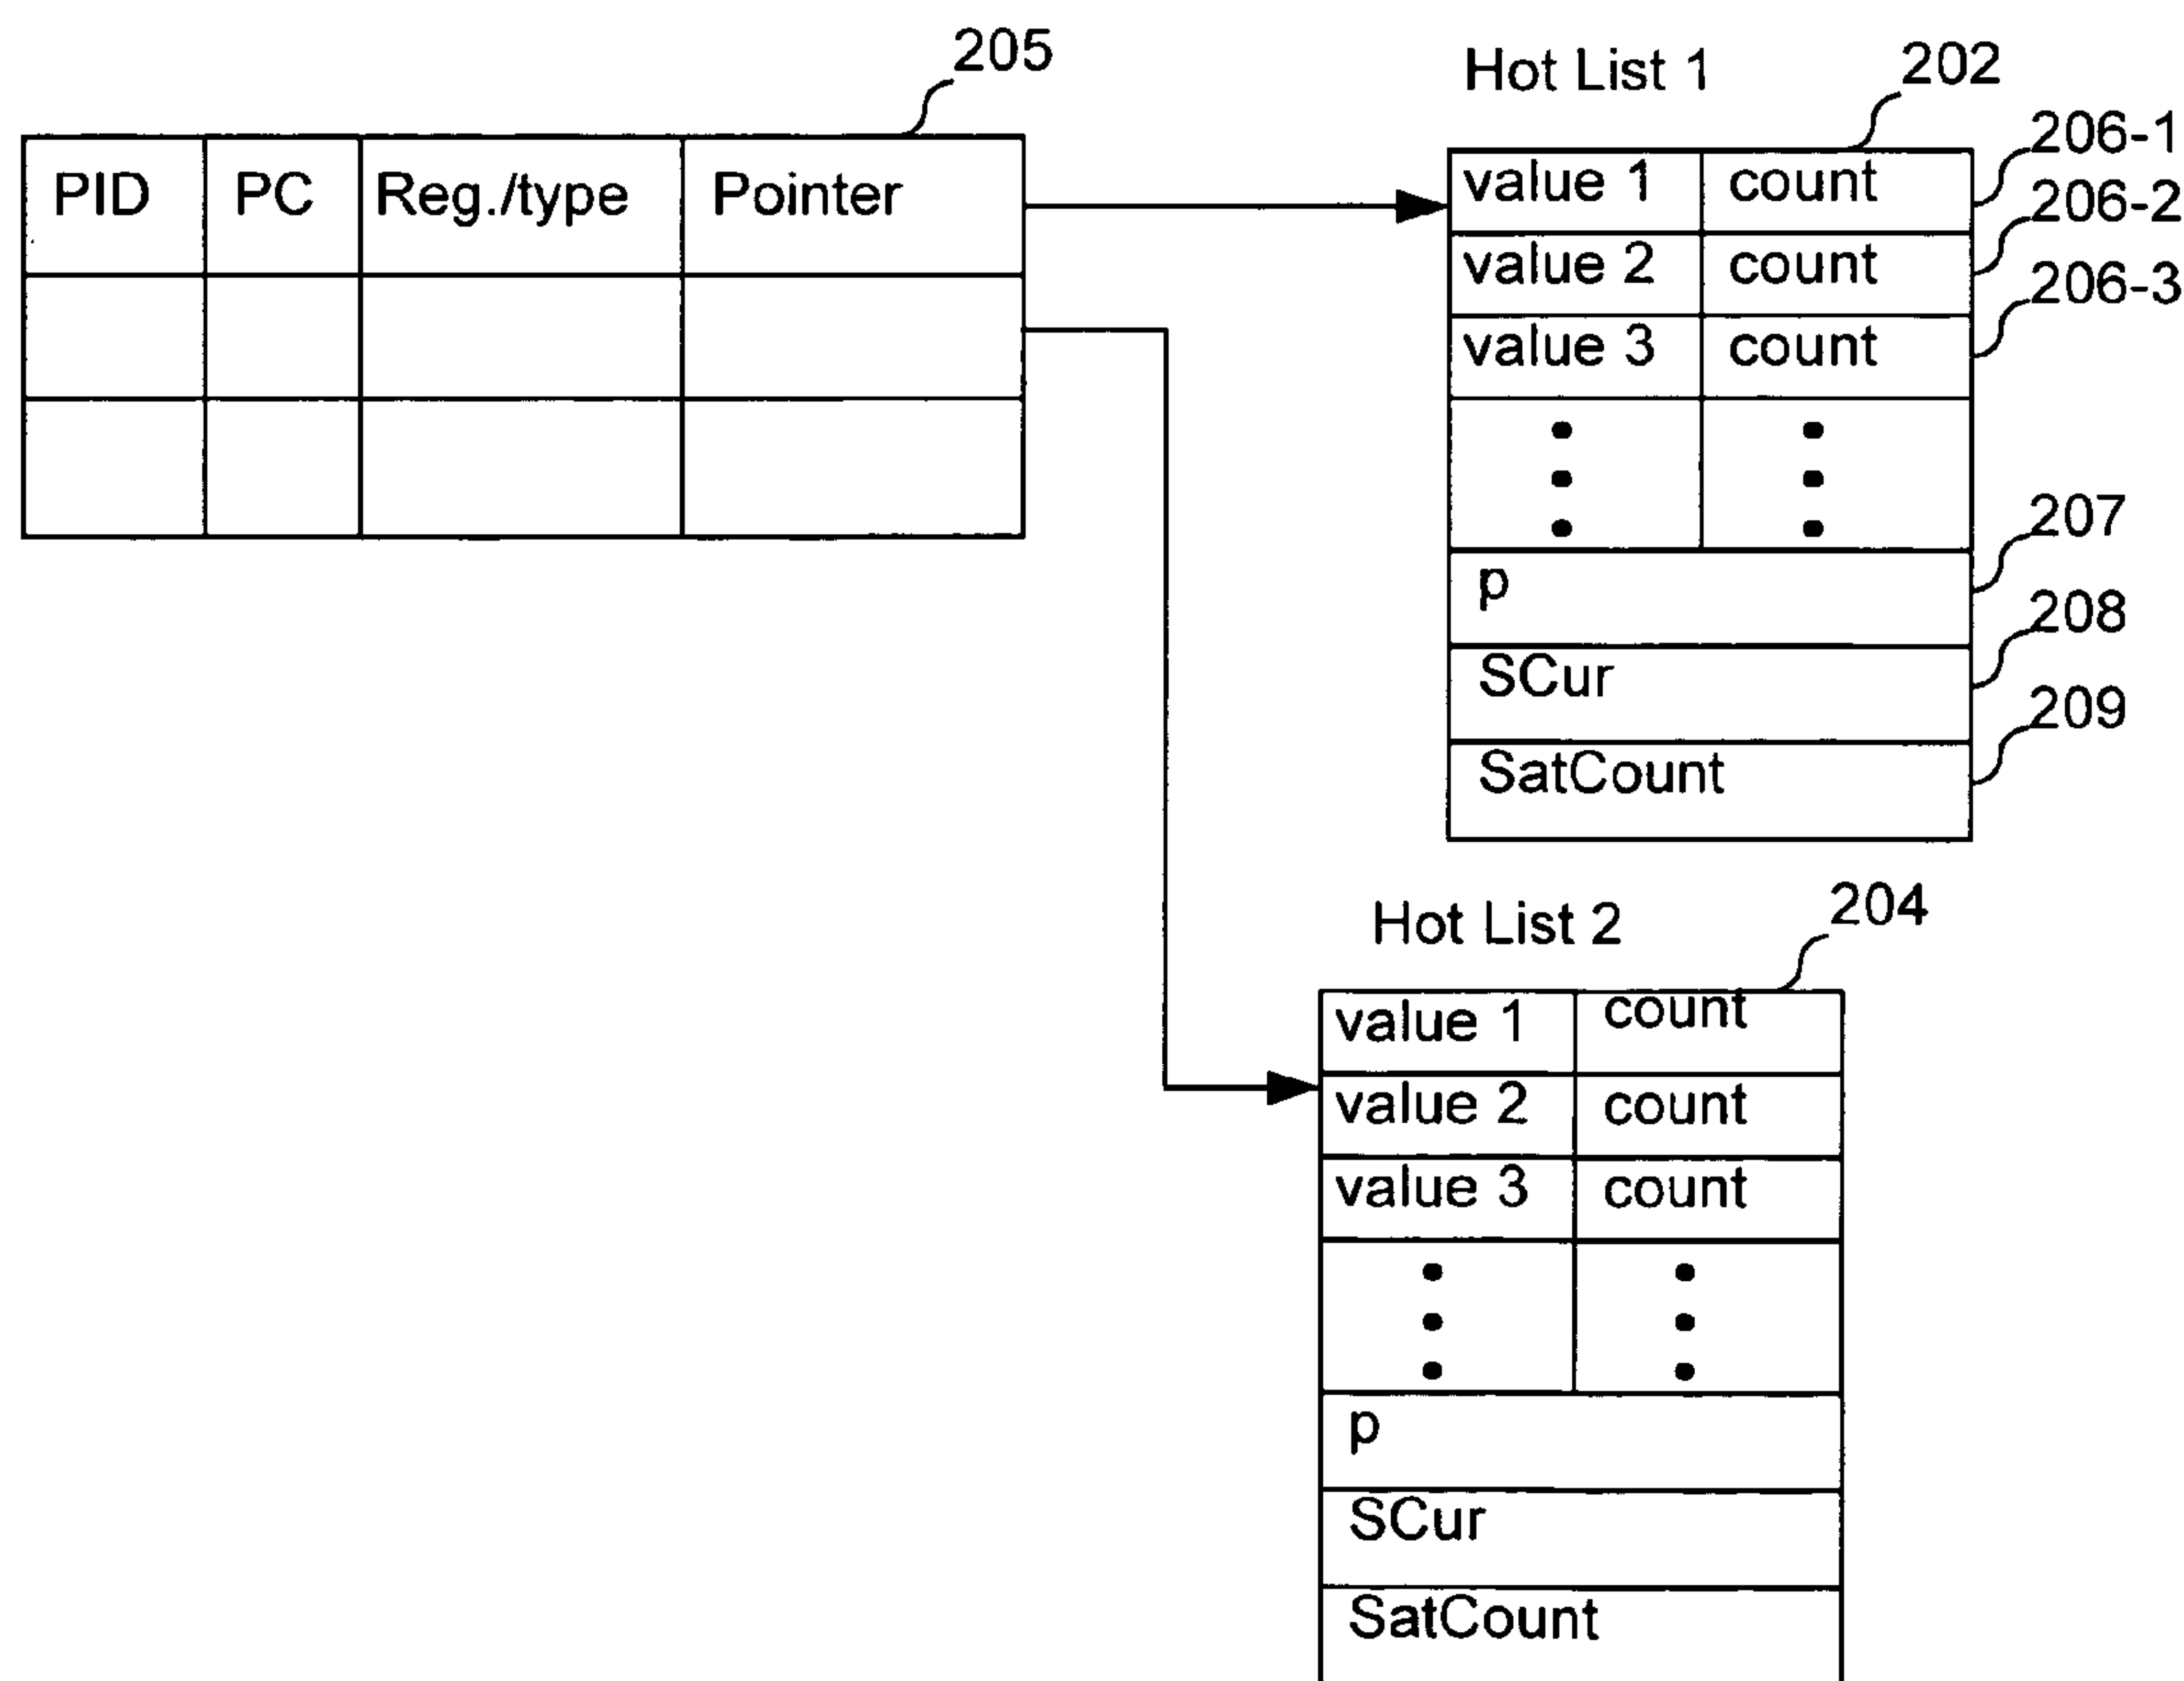 205
PID PC Reg./type Pointer
Hot List 1 202
value 1 count 206-1
value 2 count 206-2
value 3 count 206-3
p 207
SCur 208
SatCount 209
Hot List 2 204
value 1 count
value 2 count
value 3 count
p
SCur
SatCount